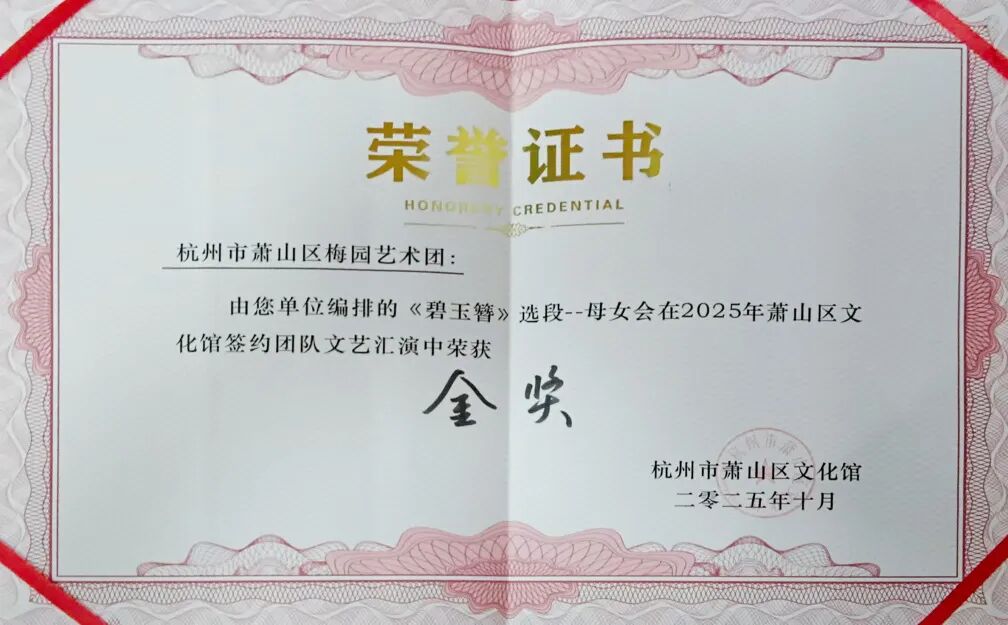 荣誉证书
HONORARY CREDENTIAL
杭州市萧山区梅园艺术团：
由您单位编排的《碧玉簪》选段--母女会在2025年萧山区文
化馆签约团队文艺汇演中荣获
金奖
杭州市萧山区文化馆
二零二五年十月